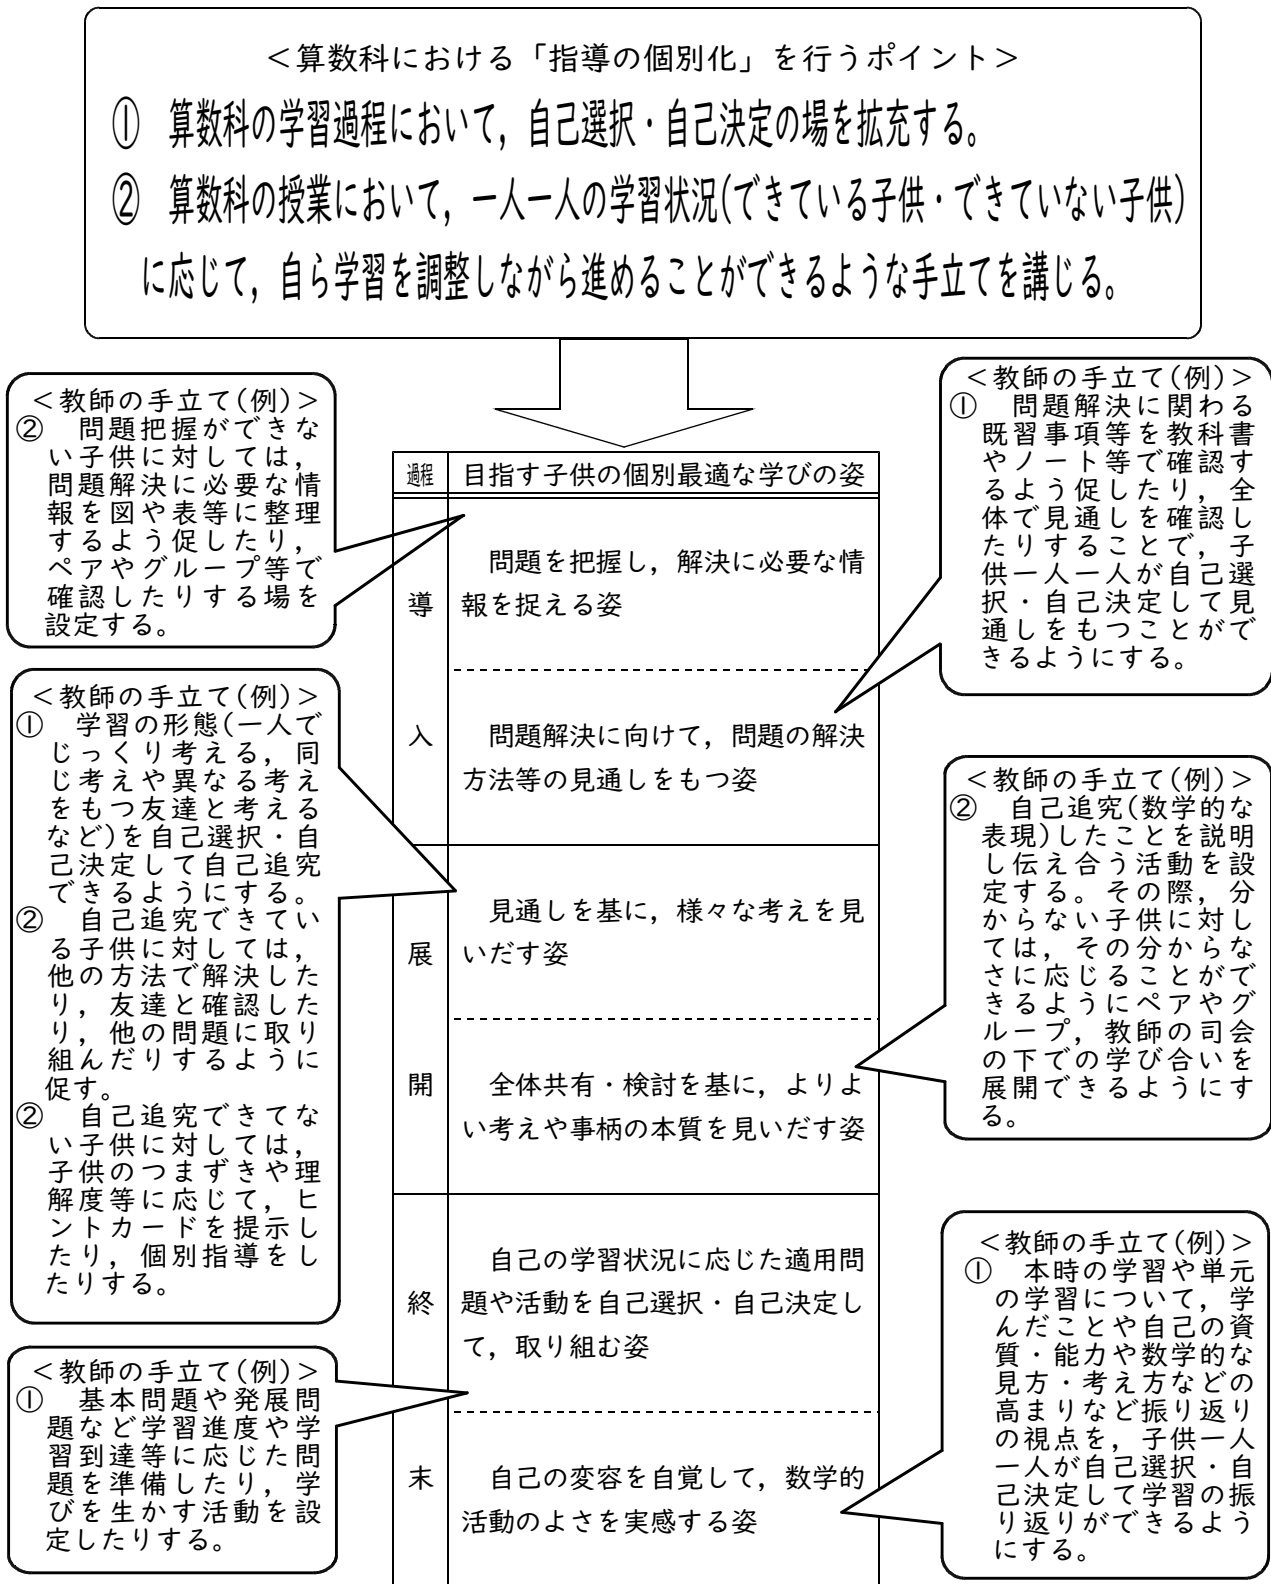 ＜算数科における「指導の個別化」を行うポイント＞
①　算数科の学習過程において，自己選択・自己決定の場を拡充する。
②　算数科の授業において，一人一人の学習状況(できている子供・できていない子供)
に応じて，自ら学習を調整しながら進めることができるような手立てを講じる。
＜教師の手立て(例)＞
②　問題把握ができな
い子供に対しては，
問題解決に必要な情
報を図や表等に整理
するよう促したり，
ペアやグループ等で
確認したりする場を
設定する。
＜教師の手立て(例)＞
①　問題解決に関わる
既習事項等を教科書
やノート等で確認す
るよう促したり，全
体で見通しを確認し
たりすることで，子
供一人一人が自己選
択・自己決定して見
通しをもつことがで
きるようにする。
過程　目指す子供の個別最適な学びの姿
導
入
問題を把握し，解決に必要な情
報を捉える姿
問題解決に向けて，問題の解決
方法等の見通しをもつ姿
＜教師の手立て(例)＞
①　学習の形態(一人で
じっくり考える，同
じ考えや異なる考え
をもつ友達と考える
など)を自己選択・自
己決定して自己追究
できるようにする。
②　自己追究できてい
る子供に対しては，
他の方法で解決した
り，友達と確認した
り，他の問題に取り
組んだりするように
促す。
②　自己追究できてな
い子供に対しては，
子供のつまずきや理
解度等に応じて，ヒ
ントカードを提示し
たり，個別指導をし
たりする。
展
開
見通しを基に，様々な考えを見
いだす姿
全体共有・検討を基に，よりよ
い考えや事柄の本質を見いだす姿
＜教師の手立て(例)＞
②　自己追究(数学的な
表現)したことを説明
し伝え合う活動を設
定する。その際，分
からない子供に対し
ては，その分からな
さに応じることがで
きるようにペアやグ
ループ，教師の司会
の下での学び合いを
展開できるようにす
る。
終
末
自己の学習状況に応じた適用問
題や活動を自己選択・自己決定し
て，取り組む姿
自己の変容を自覚して，数学的
活動のよさを実感する姿
＜教師の手立て(例)＞
①　基本問題や発展問
題など学習進度や学
習到達等に応じた問
題を準備したり，学
びを生かす活動を設
定したりする。
＜教師の手立て(例)＞
①　本時の学習や単元
の学習について，学
んだことや自己の資
質・能力や数学的な
見方・考え方などの
高まりなど振り返り
の視点を，子供一人
一人が自己選択・自
己決定して学習の振
り返りができるよう
にする。